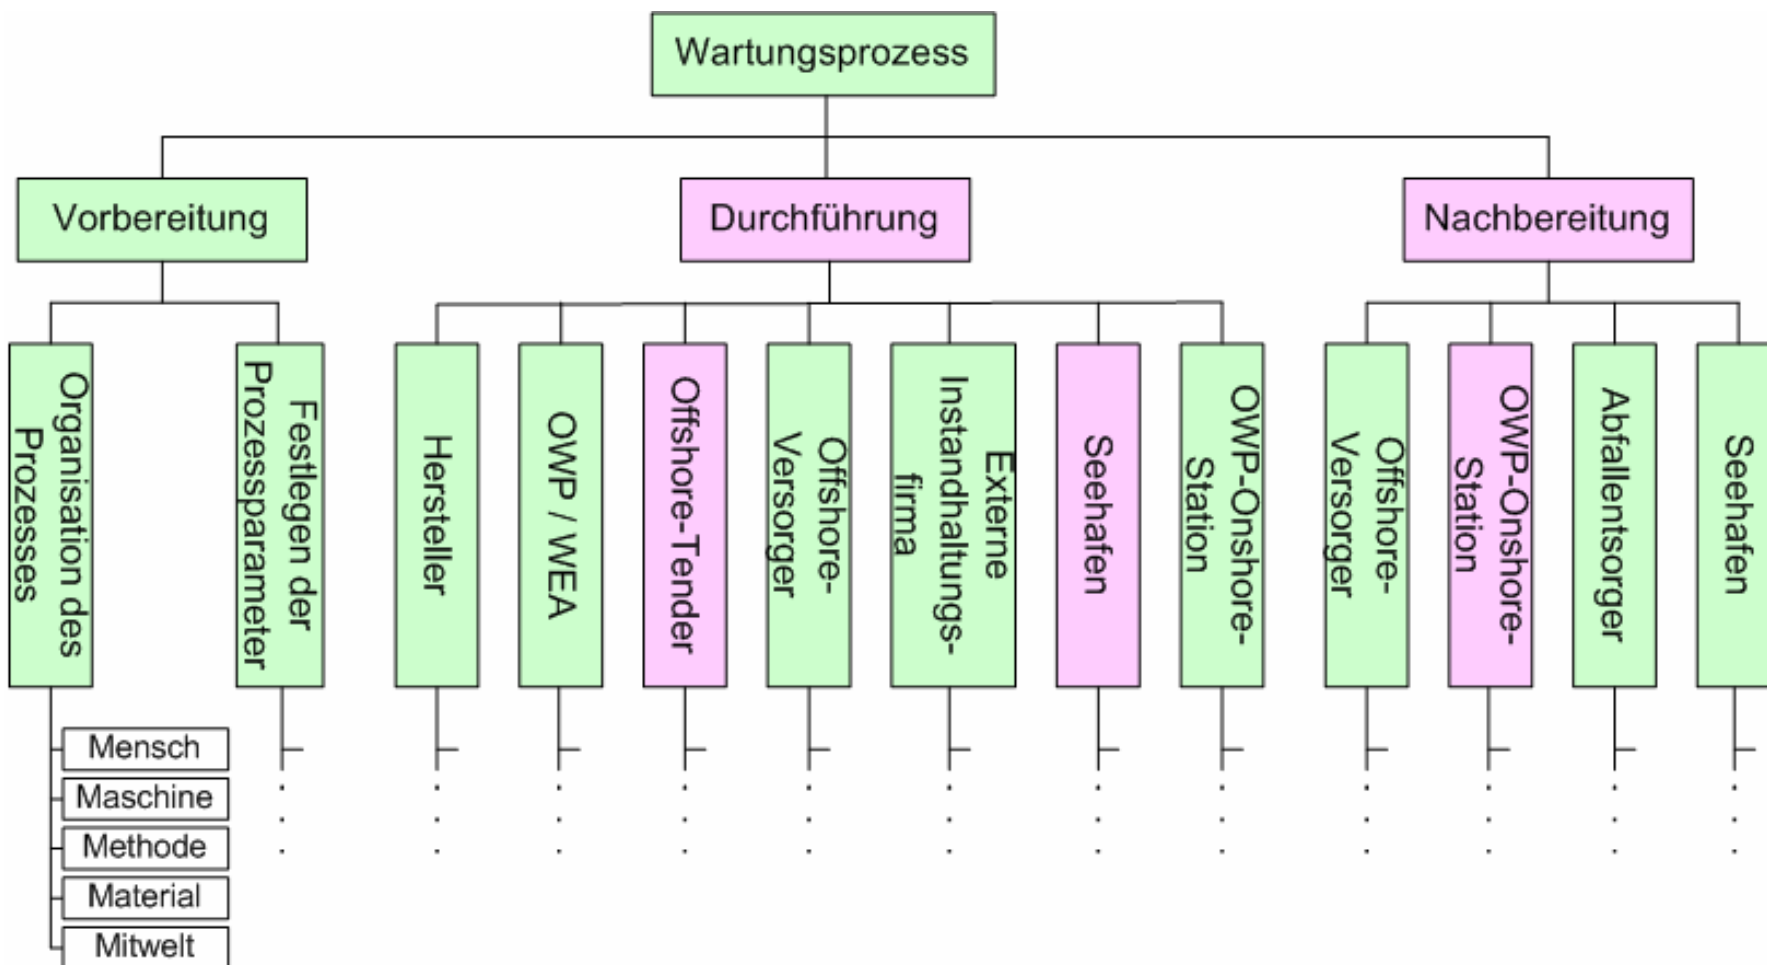 Wartungsprozess
Vorbereitung
Durchführung
Nachbereitung
Organisation des
Prozesses
Festlegen der
Prozessparameter
Hersteller
OWP / WEA
Offshore-Tender
Offshore-
Versorger
Externe
Instandhaltungs-
firma
Seehafen
OWP-Onshore-
Station
Offshore-
Versorger
OWP-Onshore-
Station
Abfallentsorger
Seehafen
Mensch
Maschine
Methode
Material
Mitwelt